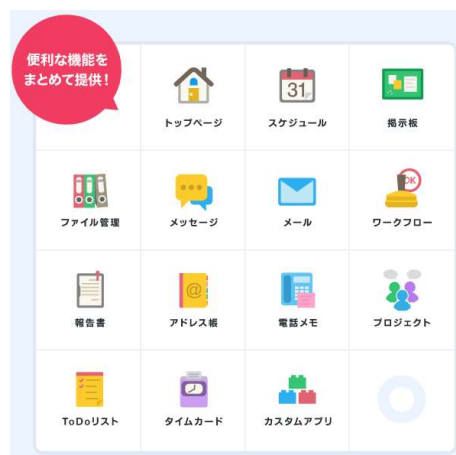 便利な機能を
まとめて提供!
トップページ
31
スケジュール
掲示板
ファイル管理
メッセージ
メール
OK
ワークフロー
報告書
@
アドレス帳
電話メモ
プロジェクト
ToDoリスト
タイムカード
カスタムアプリ